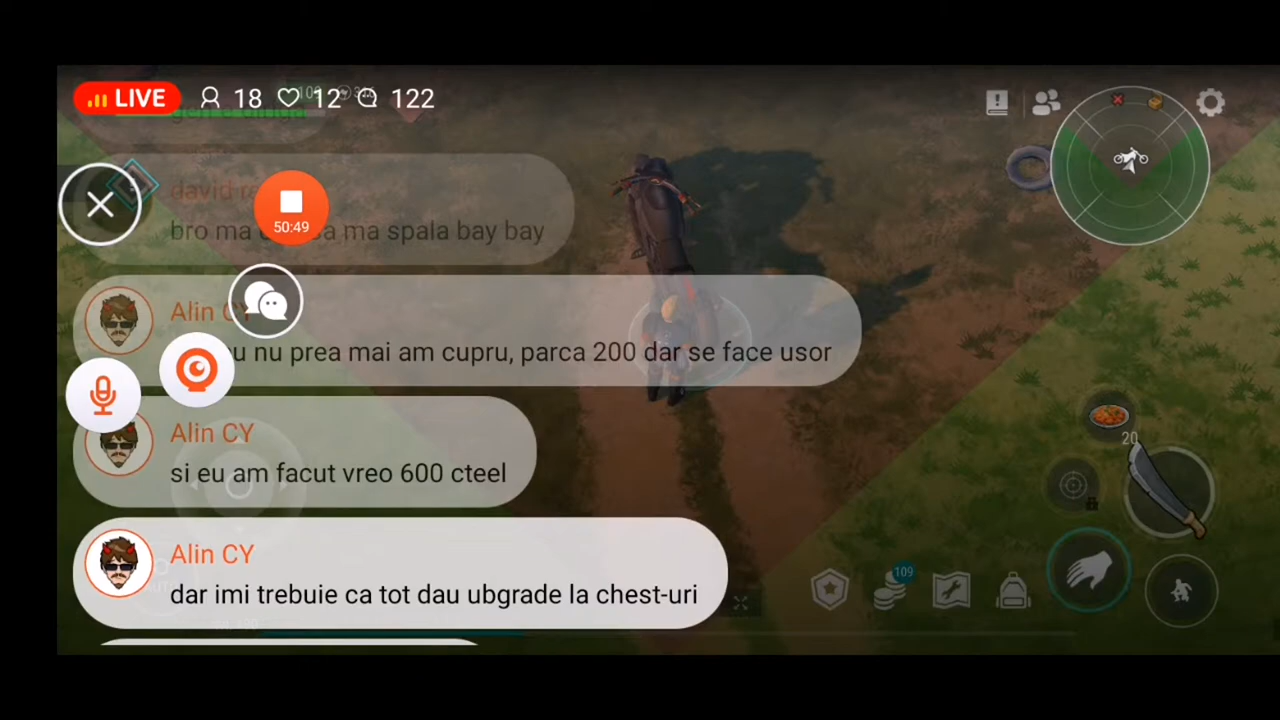 LIVE 18 12 122
david
bro ma ma spala bay bay
50:49
Alin CY
nu prea mai am cupru, parca 200 dar se face usor
Alin CY
si eu am facut vreo 600 cteel
Alin CY
dar imi trebuie ca tot dau ubgrade la chest-uri
20
109